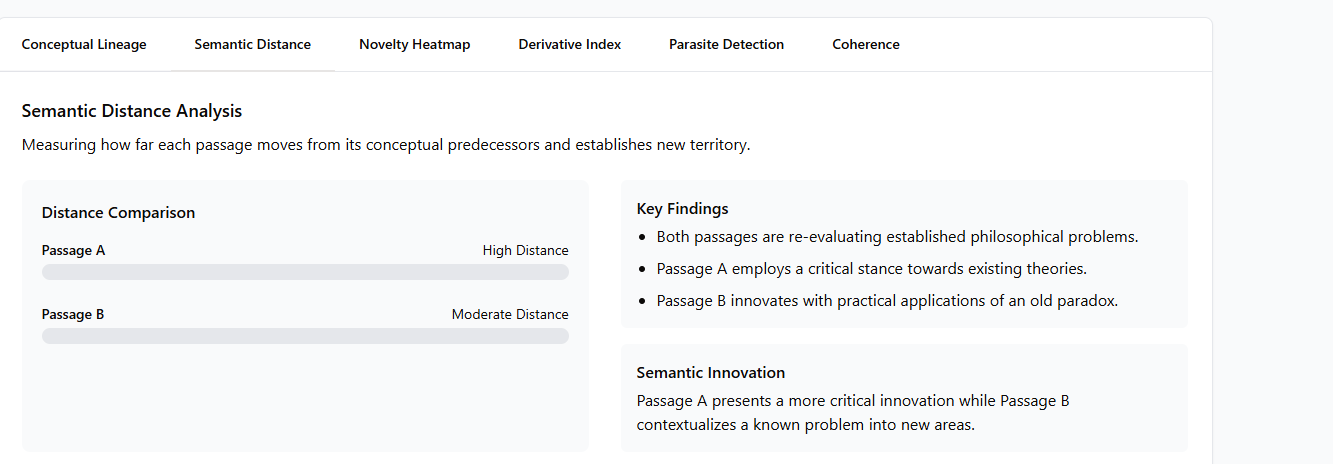 Conceptual Lineage Semantic Distance Novelty Heatmap Derivative Index Parasite Detection Coherence
Semantic Distance Analysis
Measuring how far each passage moves from its conceptual predecessors and establishes new territory.
Distance Comparison
Passage A High Distance
Passage B Moderate Distance
Key Findings
• Both passages are re-evaluating established philosophical problems.
• Passage A employs a critical stance towards existing theories.
• Passage B innovates with practical applications of an old paradox.
Semantic Innovation
Passage A presents a more critical innovation while Passage B
contextualizes a known problem into new areas.